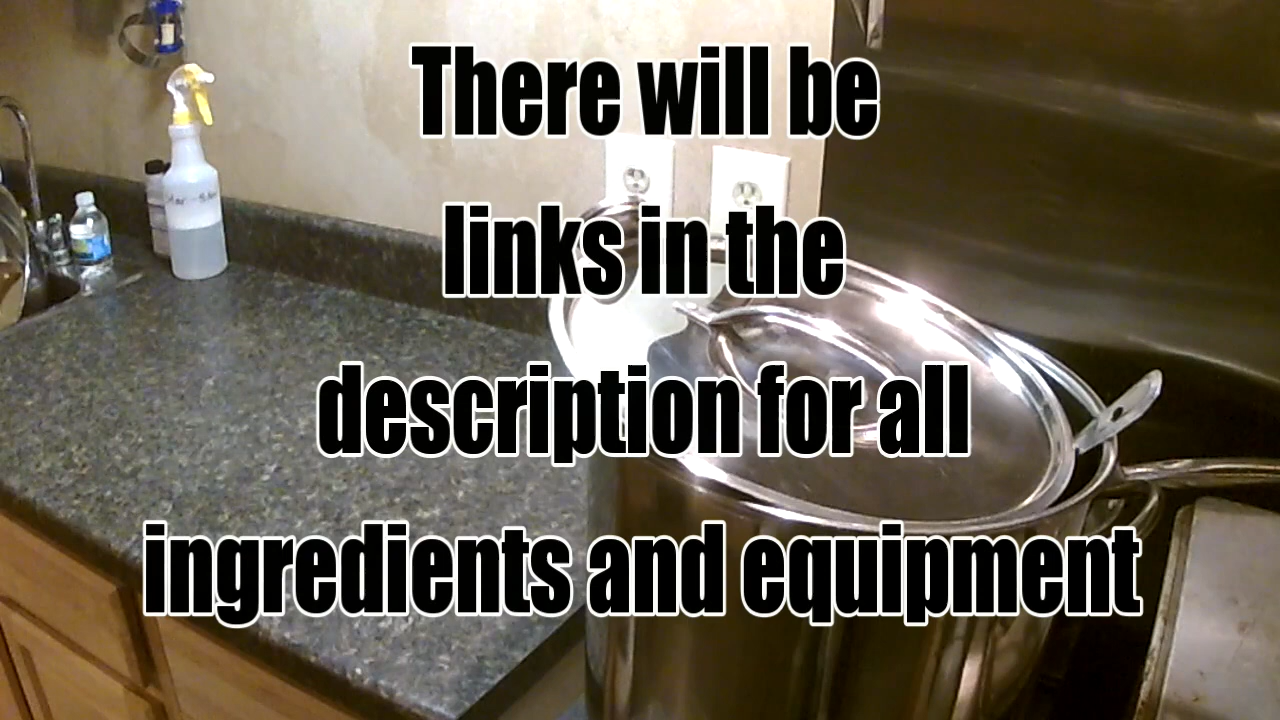 There will be
links in the
description for all
ingredients and equipment